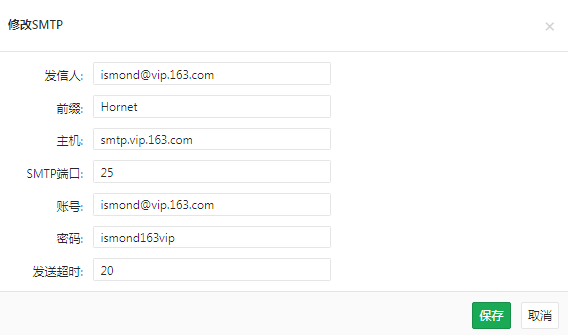 修改SMTP
×
发信人: ismond@vip.163.com
前缀: Hornet
主机: smtp.vip.163.com
SMTP端口: 25
账号: ismond@vip.163.com
密码: ismond163vip
发送超时: 20
保存 取消